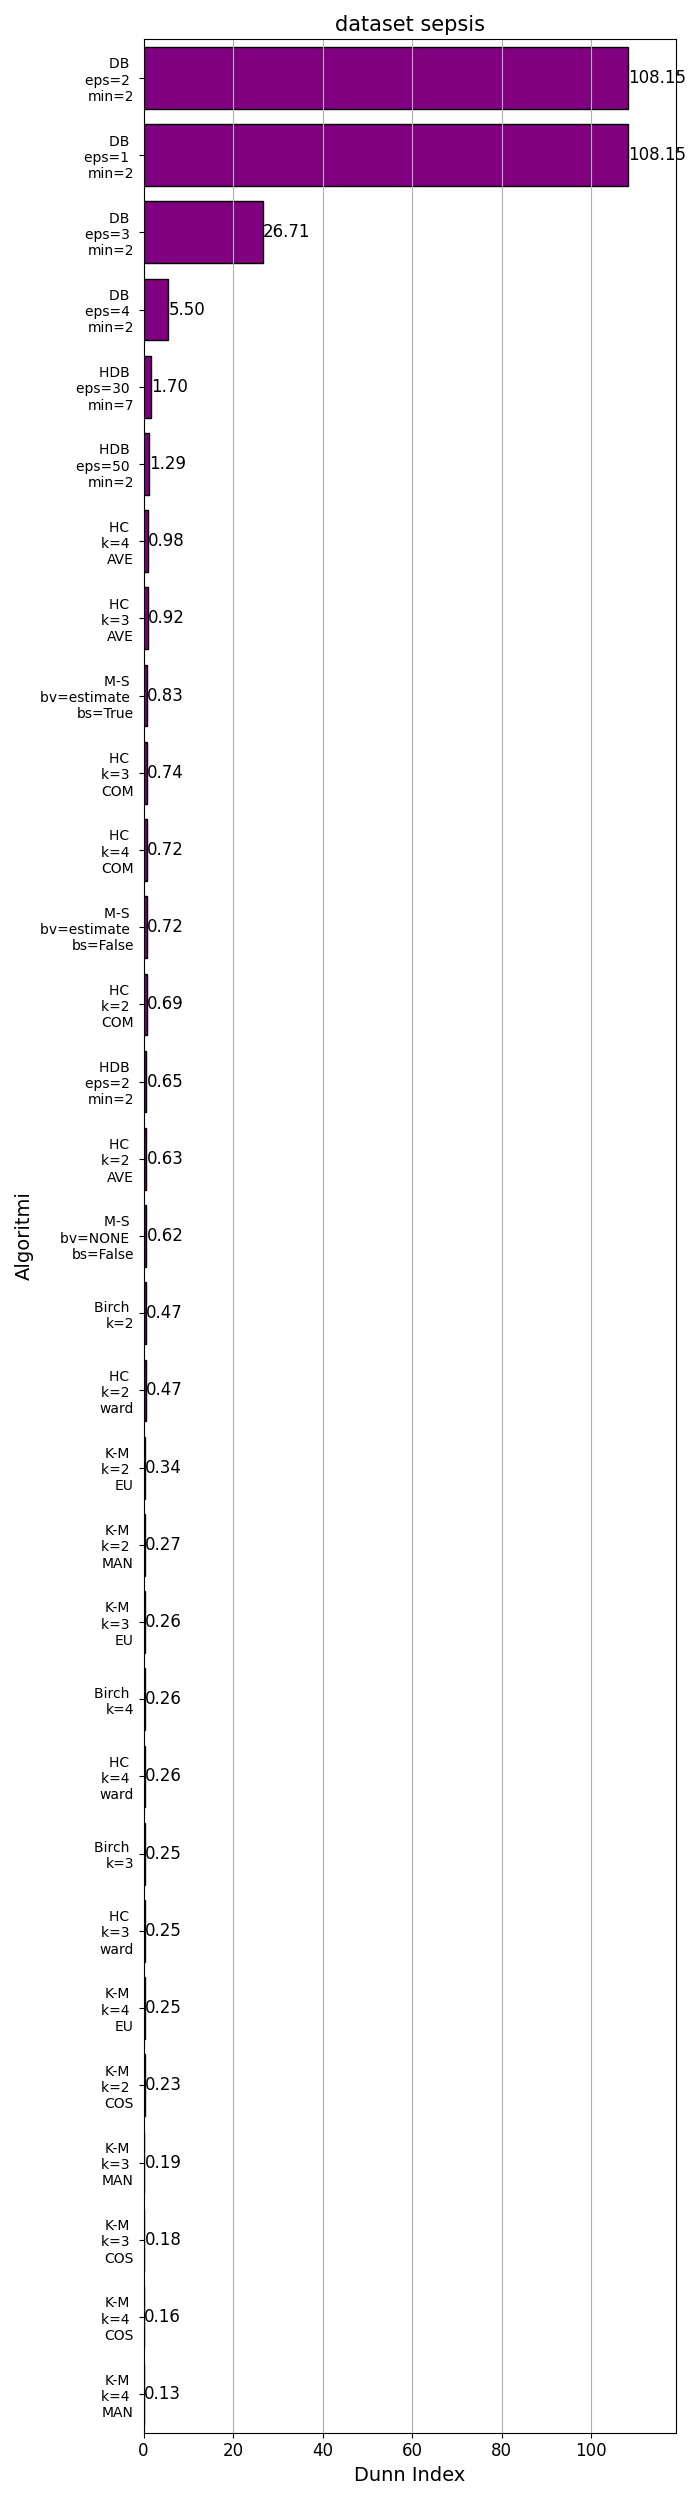 dataset sepsis
DB
eps=2
min=2
108.15
DB
eps=1
min=2
108.15
DB
eps=3
min=2
26.71
DB
eps=4
min=2
5.50
HDB
eps=30
min=7
1.70
HDB
eps=50
min=2
1.29
HC
k=4
AVE
0.98
HC
k=3
AVE
0.92
M-S
bv=estimate
bs=True
0.83
HC
k=3
COM
0.74
HC
k=4
COM
0.72
M-S
bv=estimate
bs=False
0.72
HC
k=2
COM
0.69
HDB
eps=2
min=2
0.65
HC
k=2
AVE
0.63
M-S
bv=NONE
bs=False
0.62
Birch
k=2
0.47
HC
k=2
ward
0.47
K-M
k=2
EU
0.34
K-M
k=2
MAN
0.27
K-M
k=3
EU
0.26
Birch
k=4
0.26
HC
k=4
ward
0.26
Birch
k=3
0.25
HC
k=3
ward
0.25
K-M
k=4
EU
0.25
K-M
k=2
COS
0.23
K-M
k=3
MAN
0.19
K-M
k=3
COS
0.18
K-M
k=4
COS
0.16
K-M
k=4
MAN
0.13
Algoritmi
0 20 40 60 80 100
Dunn Index